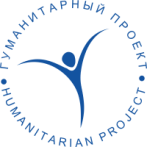 ГУМАНИТАРНЫЙ ПРОЕКТ
HUMANITARIAN PROJECT